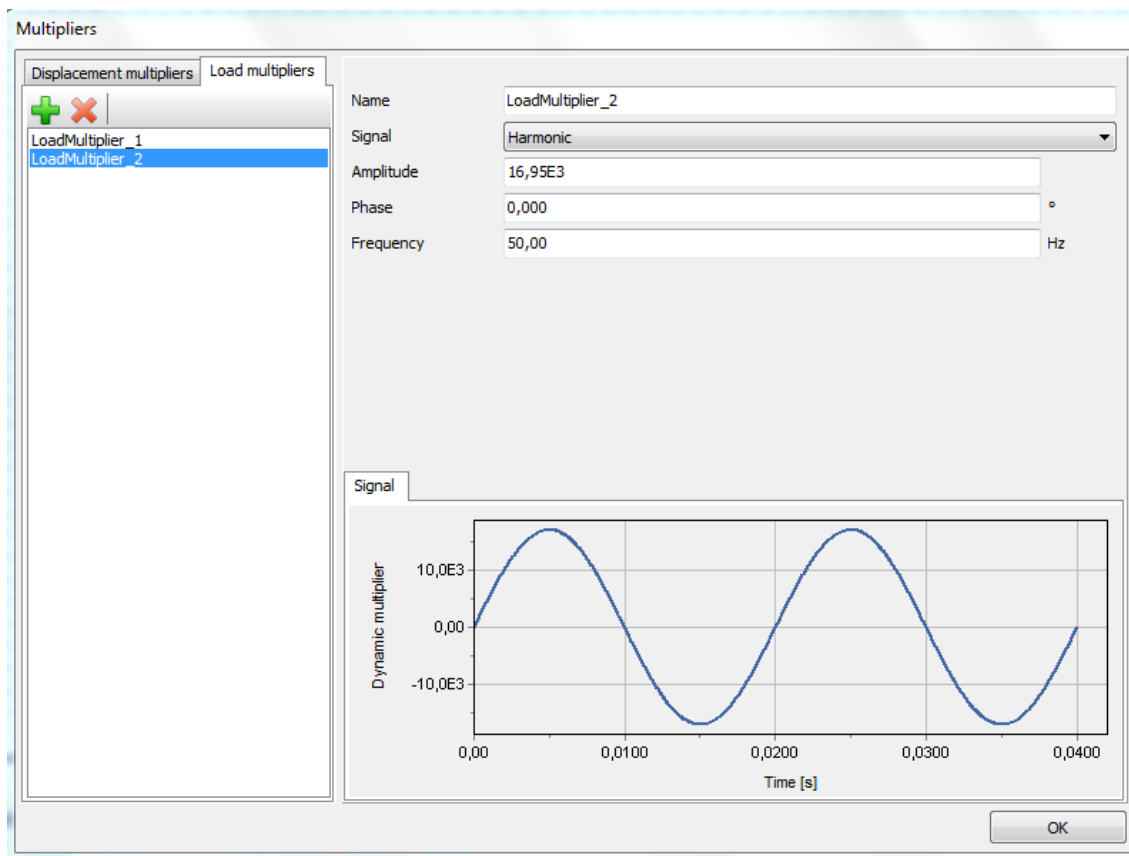 Multipliers
Displacement multipliers Load multipliers
LoadMultiplier_1
LoadMultiplier_2
Name LoadMultiplier_2
Signal Harmonic
Amplitude 16,95E3
Phase 0,000 °
Frequency 50,00 Hz
Signal
Dynamic multiplier
10,0E3
0,00
-10,0E3
0,00 0,0100 0,0200 0,0300 0,0400
Time [s]
OK